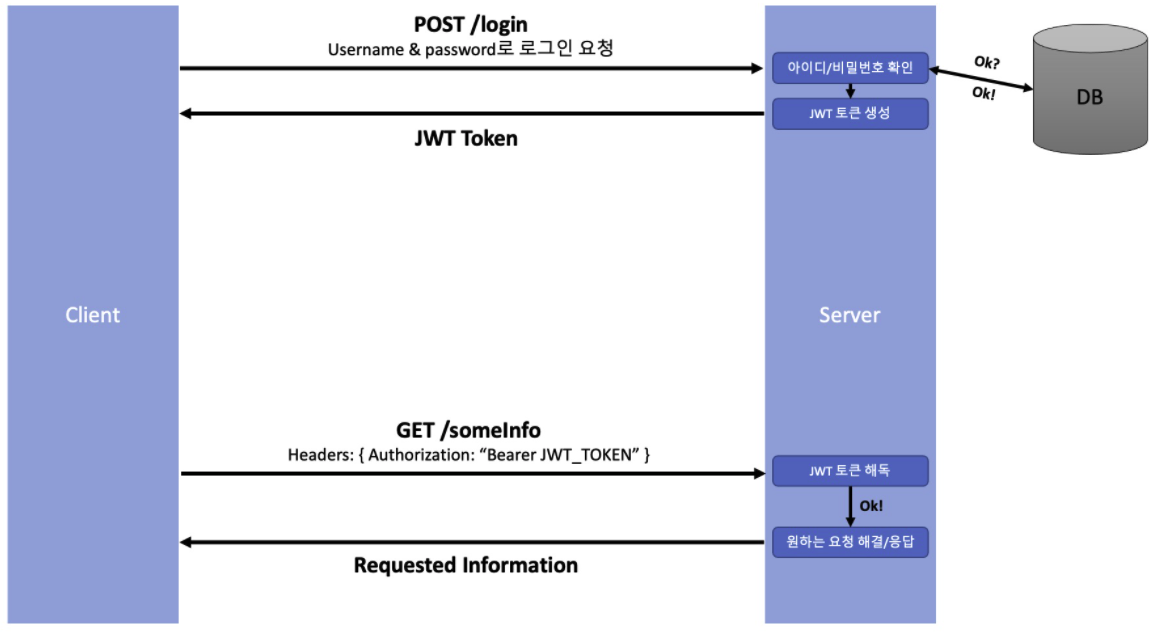 POST /login
Username & password로 로그인 요청
아이디/비밀번호 확인
Ok?
Ok!
DB
JWT 토큰 생성
JWT Token
Client
Server
GET /someInfo
Headers: { Authorization: “Bearer JWT_TOKEN” }
JWT 토큰 해독
Ok!
원하는 요청 해결/응답
Requested Information